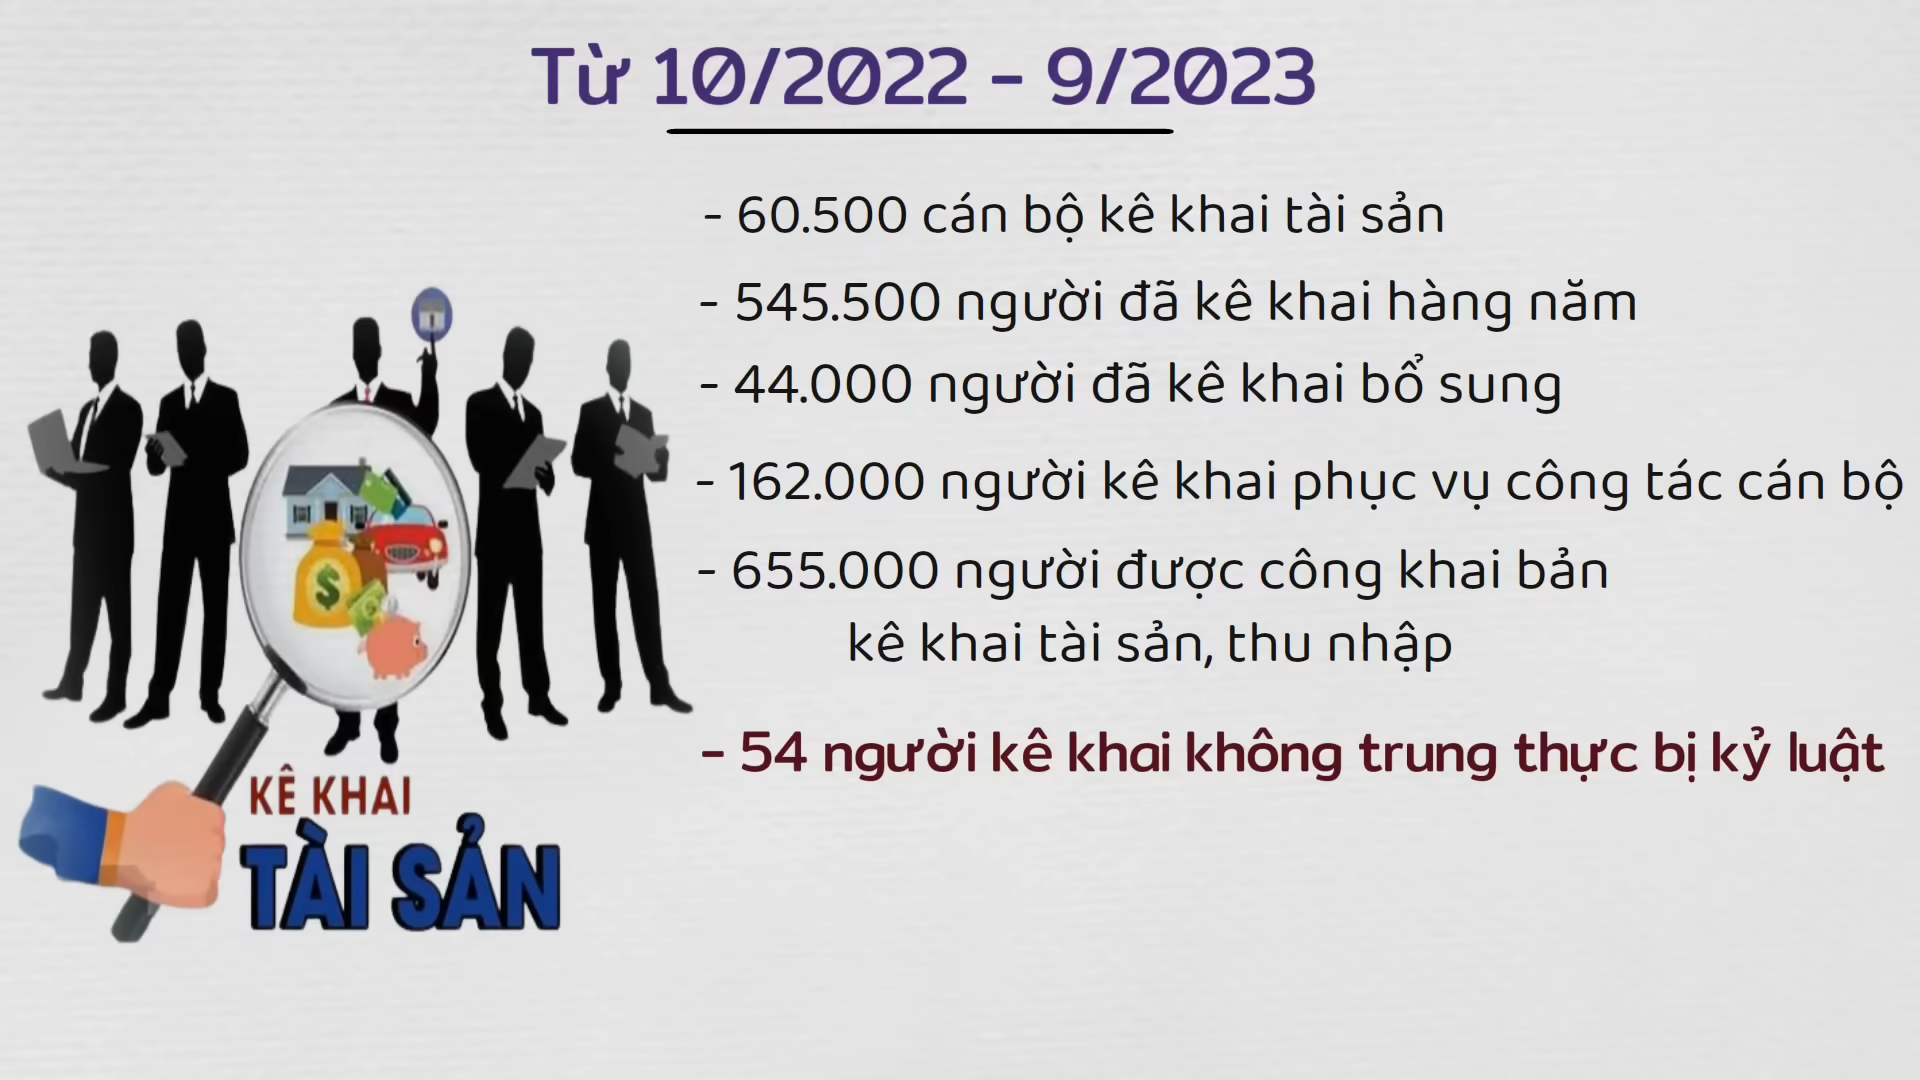 Từ 10/2022 - 9/2023
- 60.500 cán bộ kê khai tài sản
- 545.500 người đã kê khai hàng năm
- 44.000 người đã kê khai bổ sung
- 162.000 người kê khai phục vụ công tác cán bộ
- 655.000 người được công khai bản
kê khai tài sản, thu nhập
- 54 người kê khai không trung thực bị kỷ luật
KÊ KHAI
TÀI SẢN
$